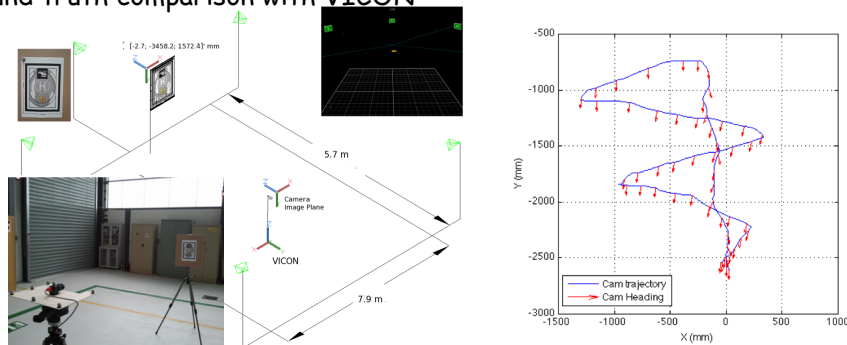 Truth comparison with VICON
[-2.7; -3458.2; 1572.4]' mm
H
5.7 m
Camera
Image Plane
VICON
7.9 m
-500
-1000
-1500
-2000
-2500
-3000
Y (mm)
Cam trajectory
Cam Heading
-1500
-1000
-500
0
500
1000
X (mm)